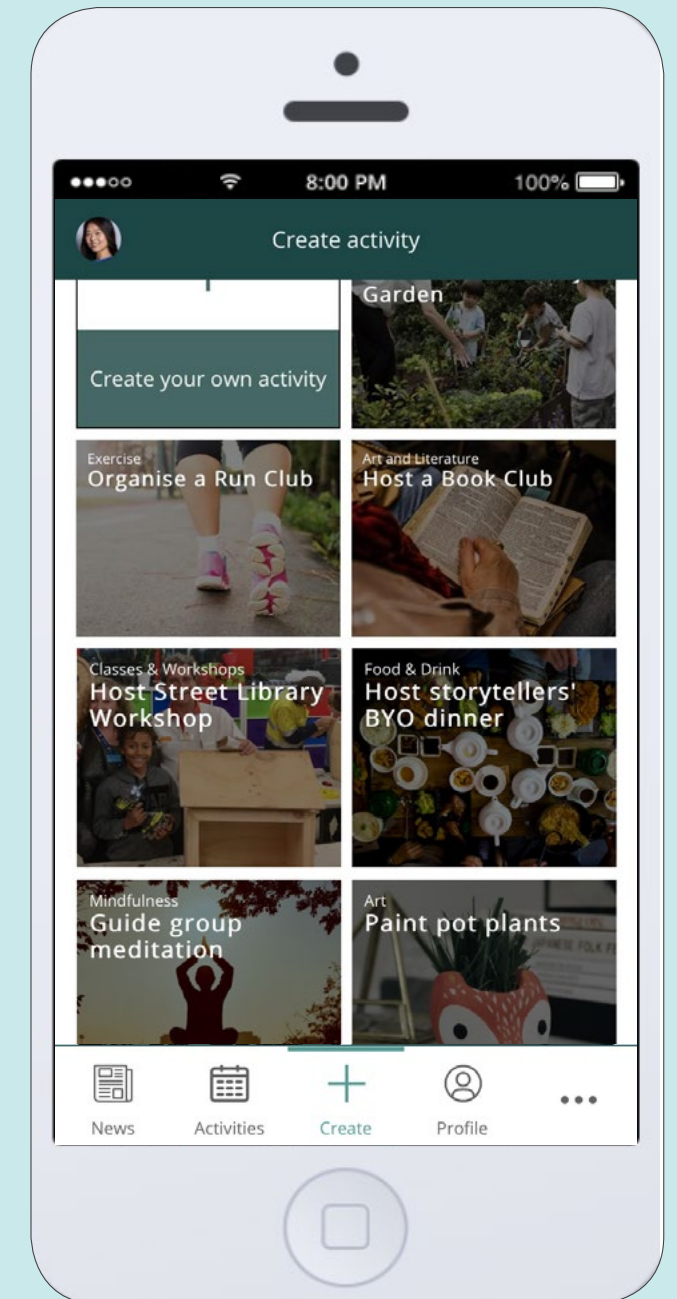 8:00 PM
100%
Create activity
Garden
Create your own activity
Exercise
Organise a Run Club
Art and Literature
Host a Book Club
Classes & Workshops
Host Street Library
Workshop
Food & Drink
Host storytellers'
BYO dinner
Mindfulness
Guide group
meditation
Art
Paint pot plants
News
Activities
Create
Profile